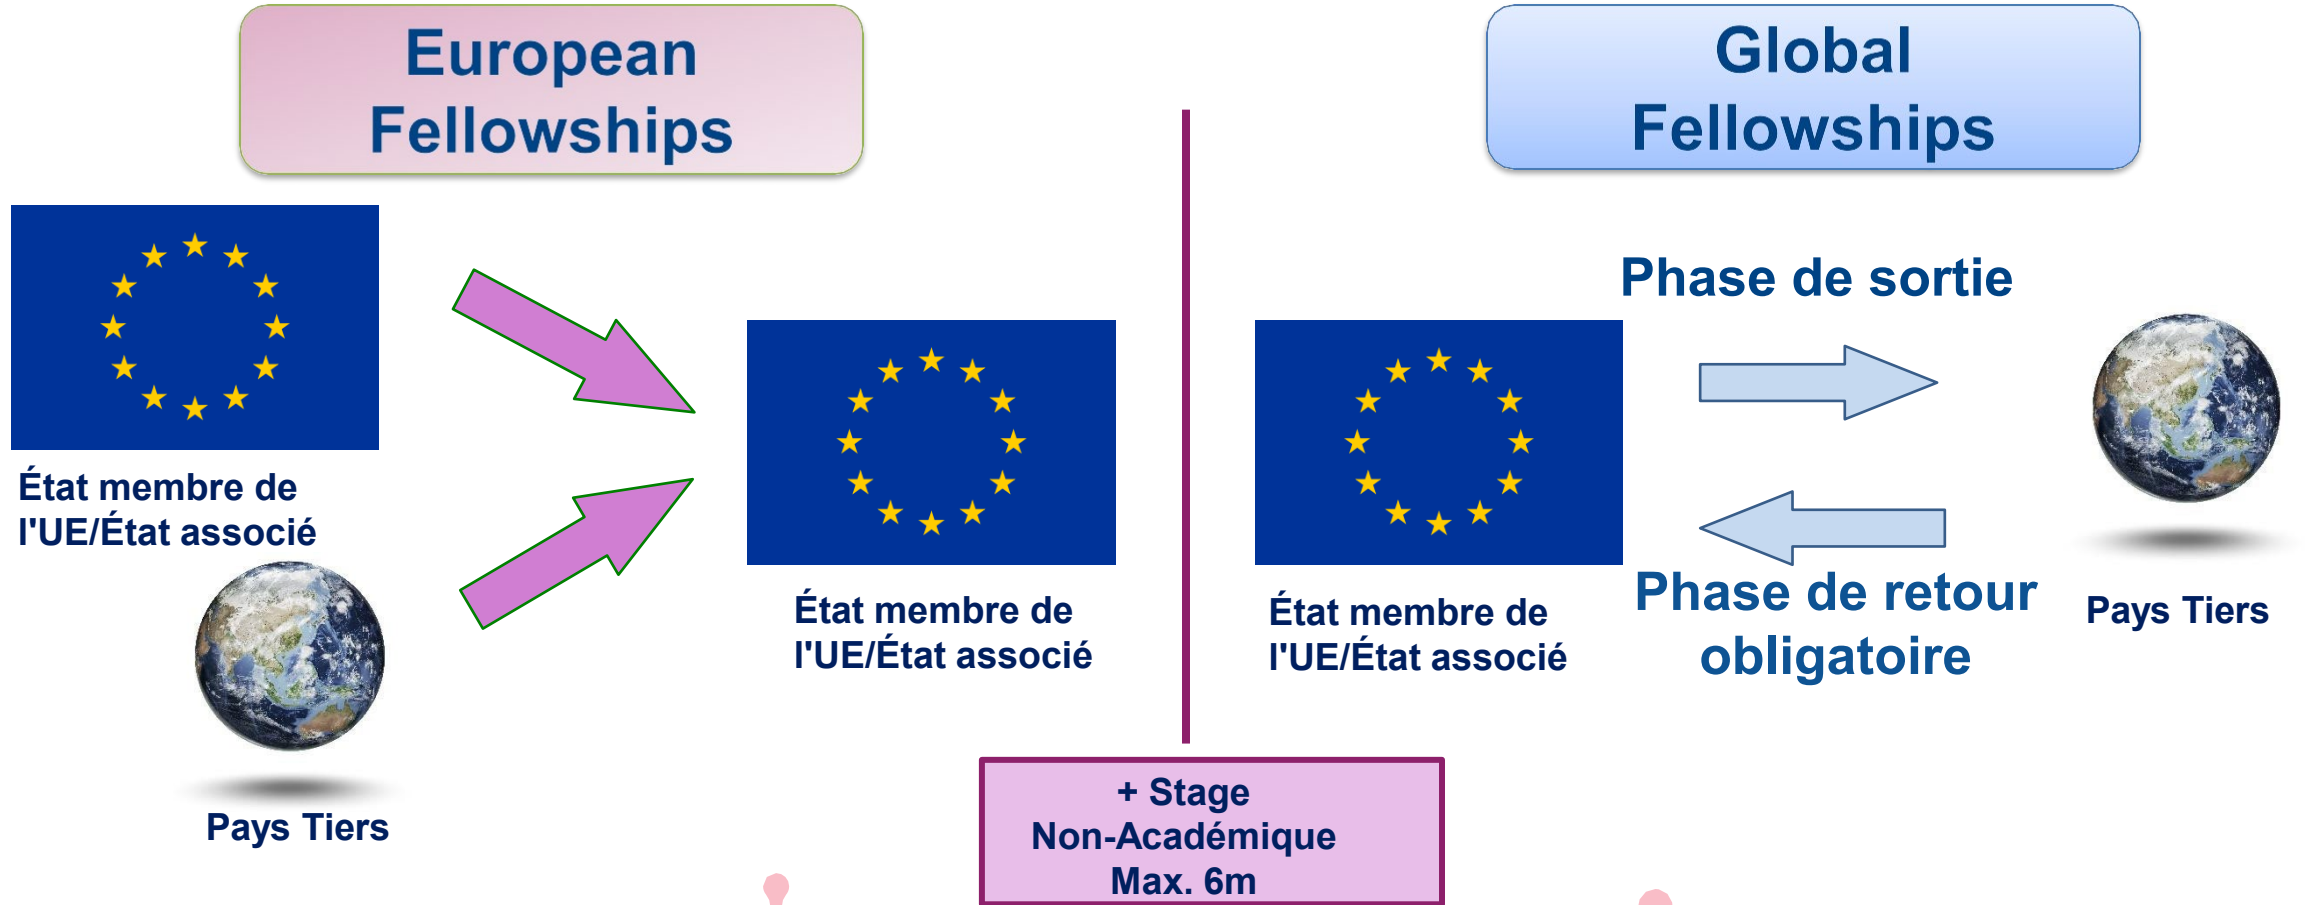 European
Fellowships
État membre de
l'UE/État associé
Pays Tiers
État membre de
l'UE/État associé
Global
Fellowships
Phase de sortie
État membre de
l'UE/État associé
Phase de retour
obligatoire
Pays Tiers
+ Stage
Non-Académique
Max. 6m